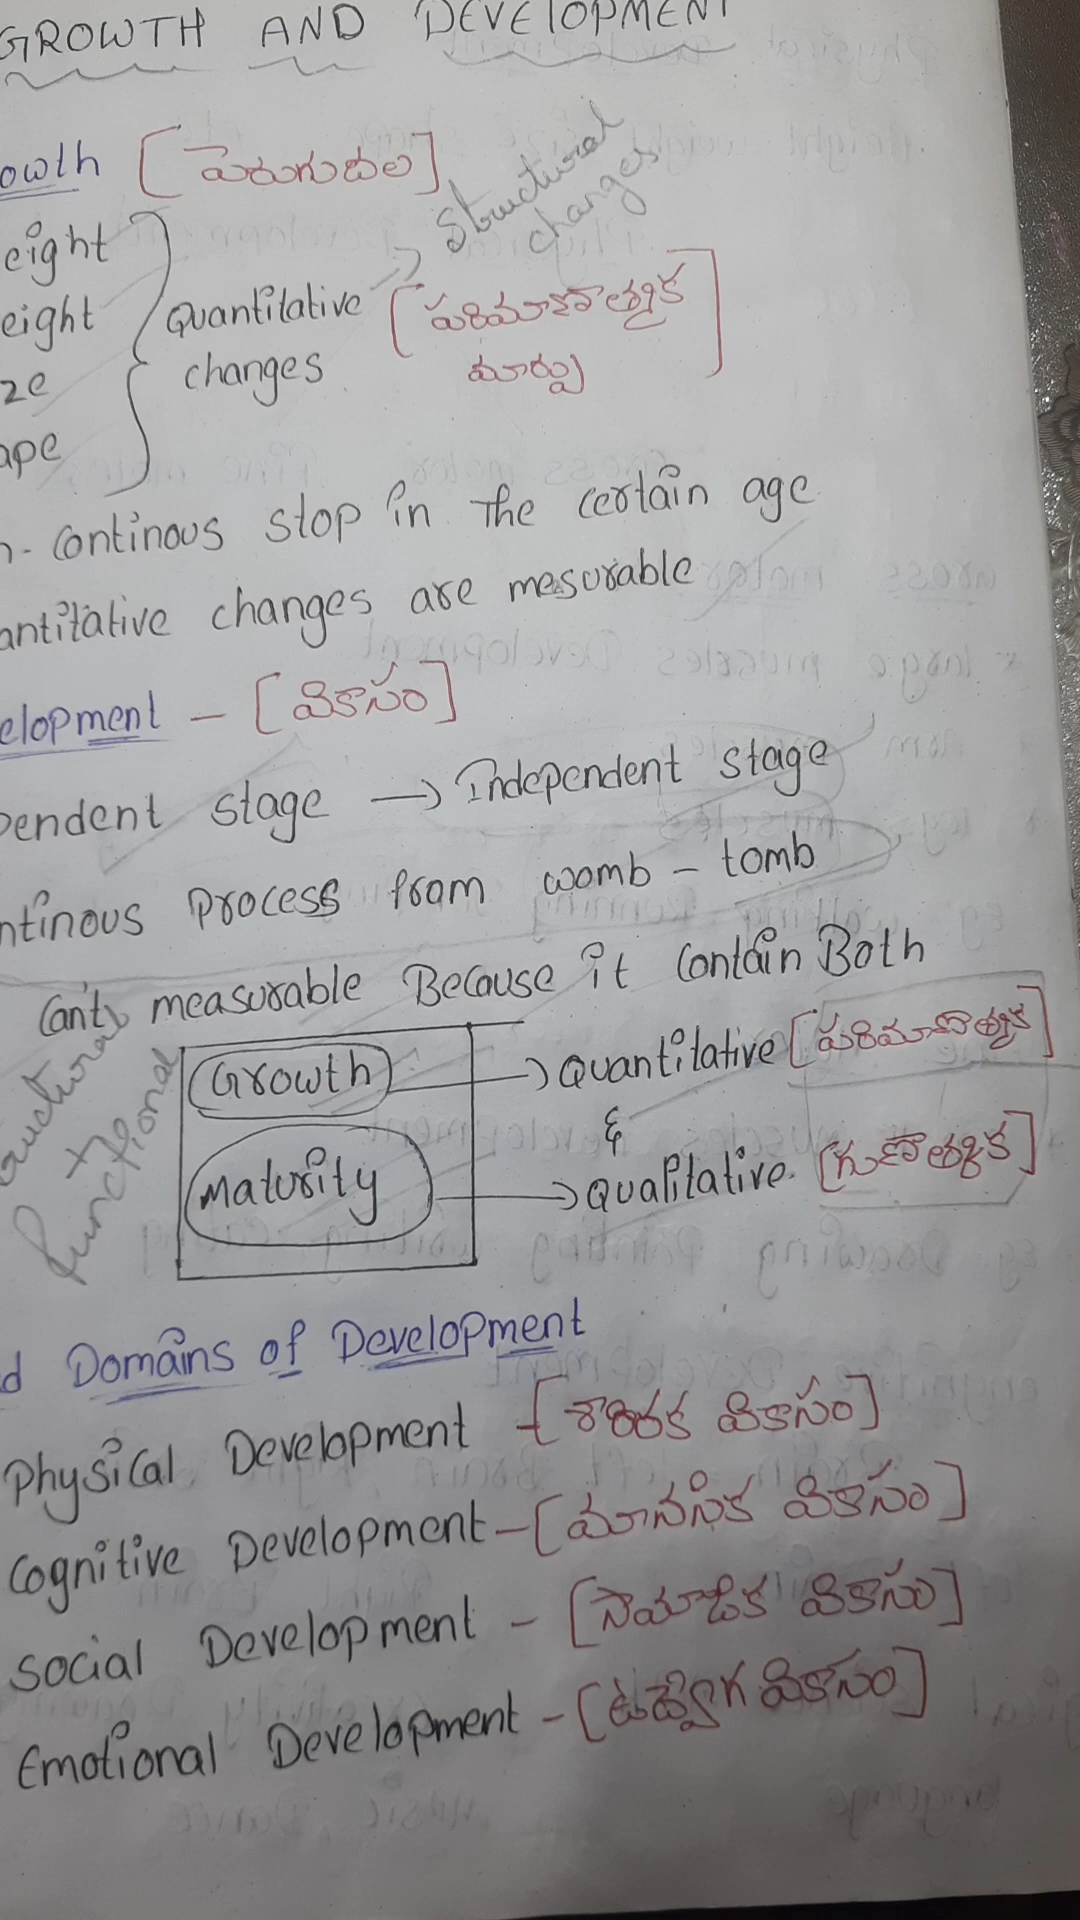 GROWTH AND DEVELOPMENT
owth [పెరుగుదల]
Structural
changes
eight
eight
ze
ape
Quantitative
changes
[పరిమాణాత్మక
మార్పు]
n - continous stop in the certain age
antitative changes are mesurable
elopment - [వికాసం]
pendent stage → Independent stage
ntinous process from womb - tomb
can't measurable Because it contain Both
ructural
+
functional
Growth → Quantitative [పరిమాణాత్మక]
&
maturity → Qualitative. [గుణాత్మక]
d Domains of Development
Physical Development - [శారీరక వికాసం]
Cognitive Development - [మానసిక వికాసం]
Social Development - [సామాజిక వికాసం]
Emotional Development - [ఉద్వేగ వికాసం]